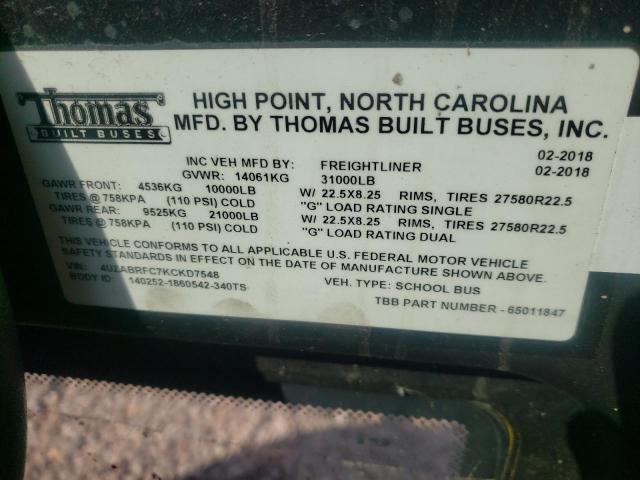 Thomas
BUILT BUSES
HIGH POINT, NORTH CAROLINA
MFD. BY THOMAS BUILT BUSES, INC.
INC VEH MFD BY: FREIGHTLINER 02-2018
GVWR: 14061KG 31000LB 02-2018
GAWR FRONT: 4536KG 10000LB W/ 22.5X8.25 RIMS, TIRES 27580R22.5
TIRES @ 758KPA (110 PSI) COLD "G" LOAD RATING SINGLE
GAWR REAR: 9525KG 21000LB W/ 22.5X8.25 RIMS, TIRES 27580R22.5
TIRES @ 758KPA (110 PSI) COLD "G" LOAD RATING DUAL
THIS VEHICLE CONFORMS TO ALL APPLICABLE U.S. FEDERAL MOTOR VEHICLE
SAFETY STANDARDS IN EFFECT ON THE DATE OF MANUFACTURE SHOWN ABOVE.
VIN: 4UZABRFC7KCKD7548
BODY ID: 140252-1860542-340TS VEH. TYPE: SCHOOL BUS
TBB PART NUMBER - 65011847